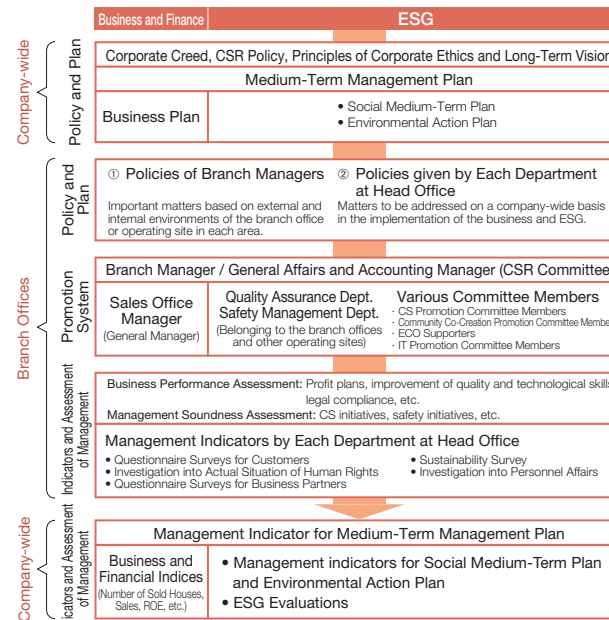 Business and Finance
ESG
Company-wide
Policy and Plan
Corporate Creed, CSR Policy, Principles of Corporate Ethics and Long-Term Vision
Medium-Term Management Plan
Business Plan
• Social Medium-Term Plan
• Environmental Action Plan
Branch Offices
Policy and
Plan
① Policies of Branch Managers
Important matters based on external and
internal environments of the branch office
or operating site in each area.
② Policies given by Each Department
at Head Office
Matters to be addressed on a company-wide basis
in the implementation of the business and ESG.
Promotion
System
Branch Manager / General Affairs and Accounting Manager (CSR Committee
Sales Office
Manager
(General Manager)
Quality Assurance Dept.
Safety Management Dept.
(Belonging to the branch offices
and other operating sites)
Various Committee Members
· CS Promotion Committee Members
· Community Co-Creation Promotion Committee Membe
· ECO Supporters
· IT Promotion Committee Members
Indicators and Assessment
of Management
Business Performance Assessment: Profit plans, improvement of quality and technological skills
legal compliance, etc.
Management Soundness Assessment: CS initiatives, safety initiatives, etc.
Management Indicators by Each Department at Head Office
• Questionnaire Surveys for Customers
• Investigation into Actual Situation of Human Rights
• Questionnaire Surveys for Business Partners
• Sustainability Survey
• Investigation into Personnel Affairs
Company-wide
icators and Assessment
of Management
Management Indicator for Medium-Term Management Plan
Business and
Financial Indices
(Number of Sold Houses,
Sales, ROE, etc.)
• Management indicators for Social Medium-Term Plan
and Environmental Action Plan
• ESG Evaluations